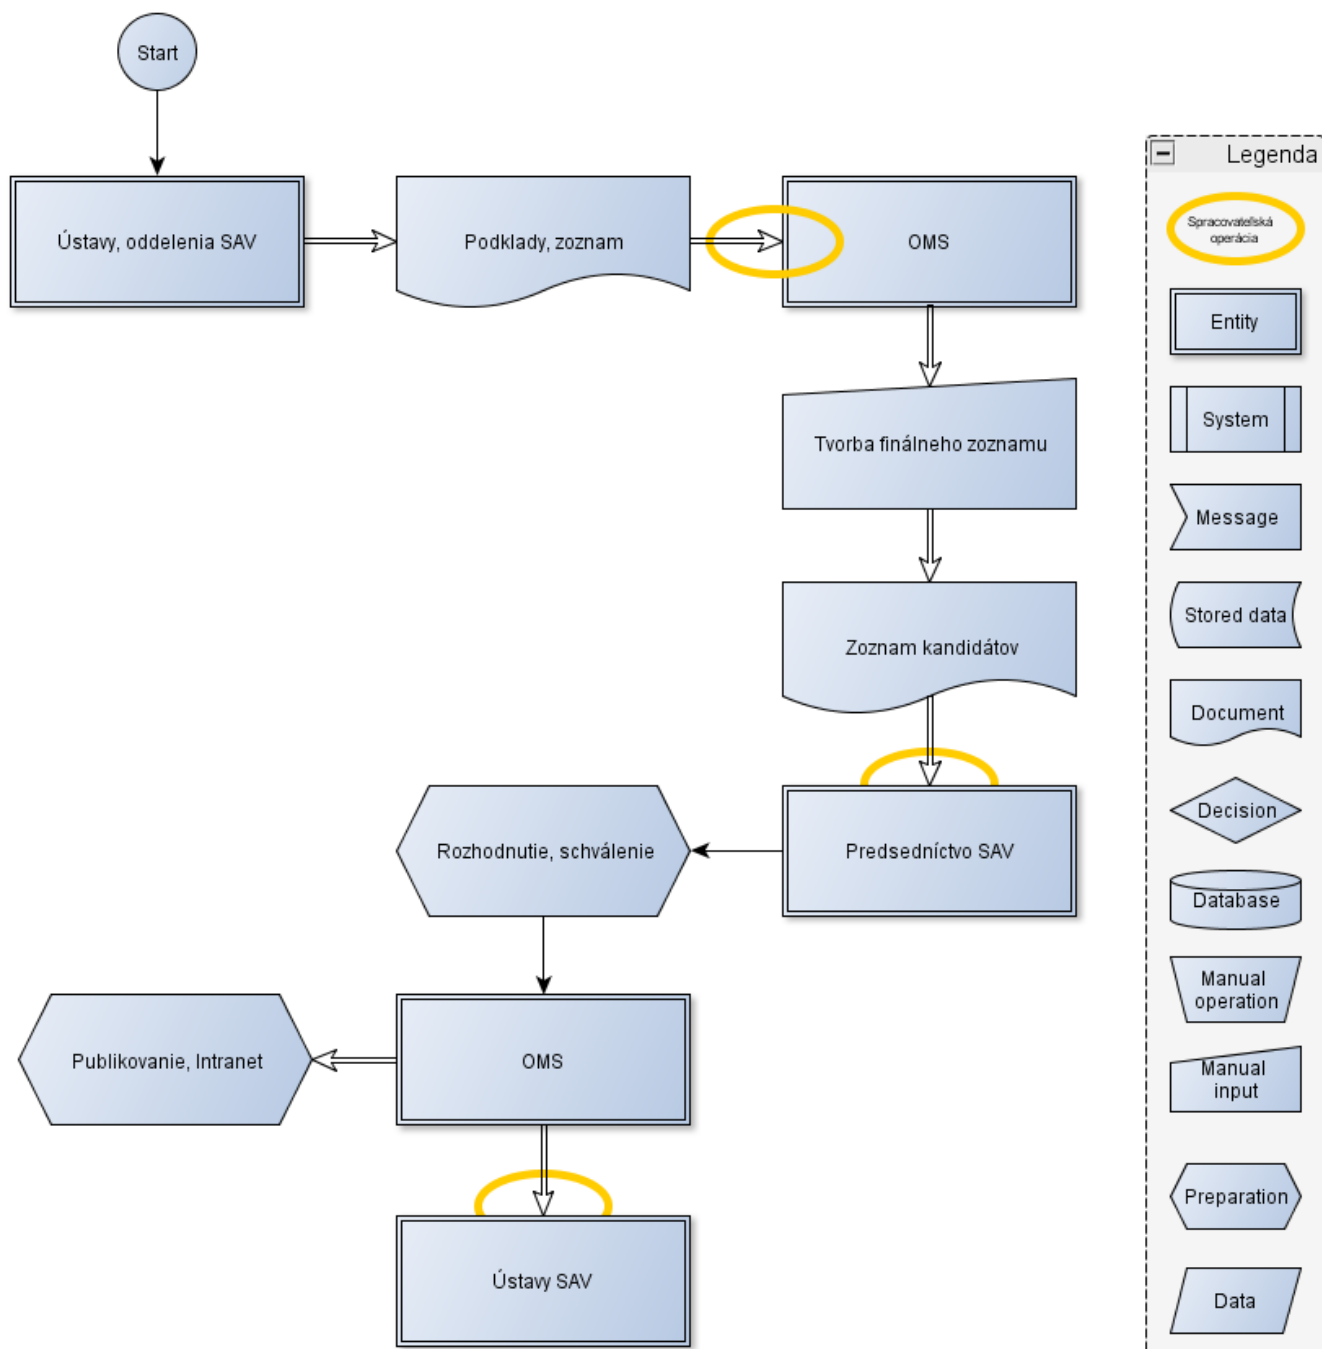 Start
Ústavy, oddelenia SAV
Podklady, zoznam
OMS
Tvorba finálneho zoznamu
Zoznam kandidátov
Predsedníctvo SAV
Rozhodnutie, schválenie
OMS
Publikovanie, Intranet
Ústavy SAV
Legenda
Spracovateľská
operácia
Entity
System
Message
Stored data
Document
Decision
Database
Manual
operation
Manual
input
Preparation
Data